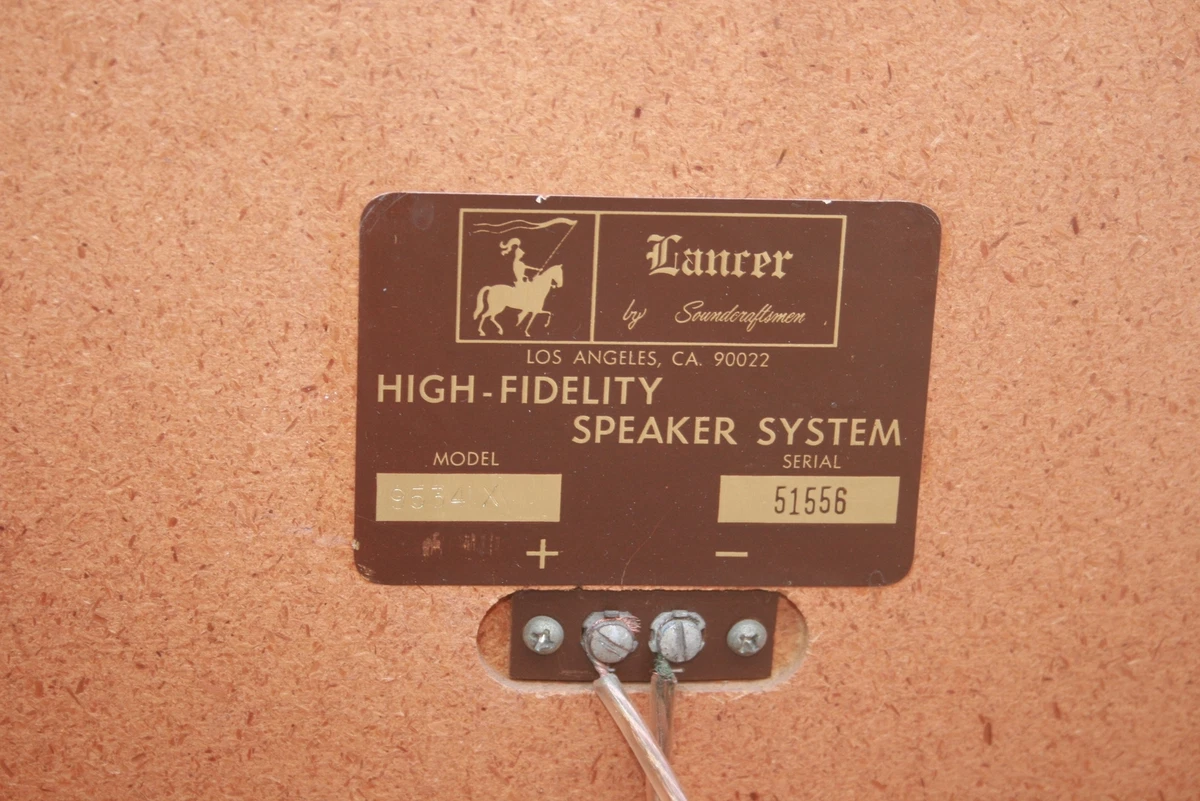 Lancer
by Soundcraftsmen
LOS ANGELES, CA. 90022
HIGH-FIDELITY
SPEAKER SYSTEM
MODEL
SERIAL
51556
+ −